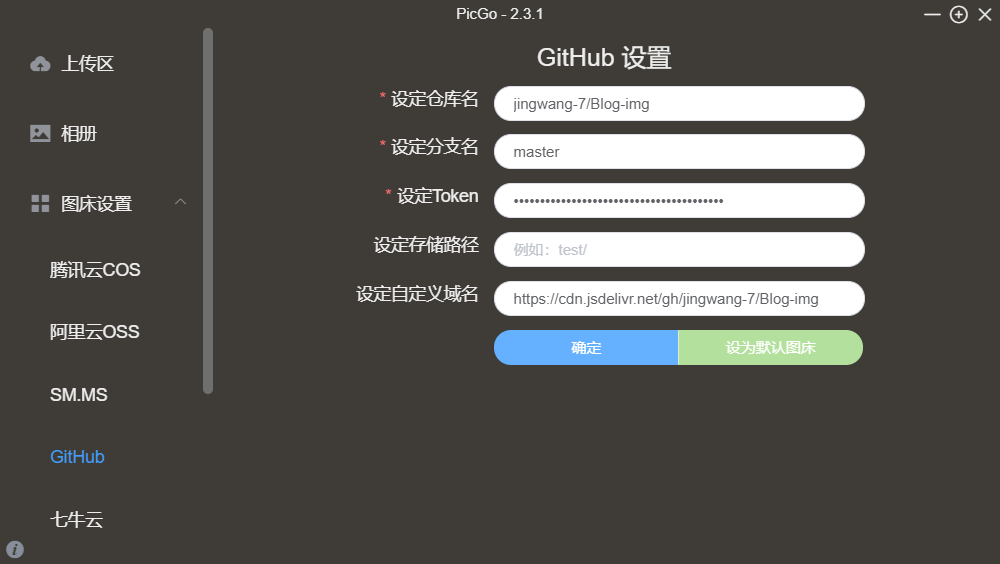 PicGo - 2.3.1
上传区
相册
图床设置
腾讯云COS
阿里云OSS
SM.MS
GitHub
七牛云
GitHub 设置
* 设定仓库名 jingwang-7/Blog-img
* 设定分支名 master
* 设定Token ••••••••••••••••••••••••••••••••••••••••
设定存储路径 例如：test/
设定自定义域名 https://cdn.jsdelivr.net/gh/jingwang-7/Blog-img
确定 设为默认图床